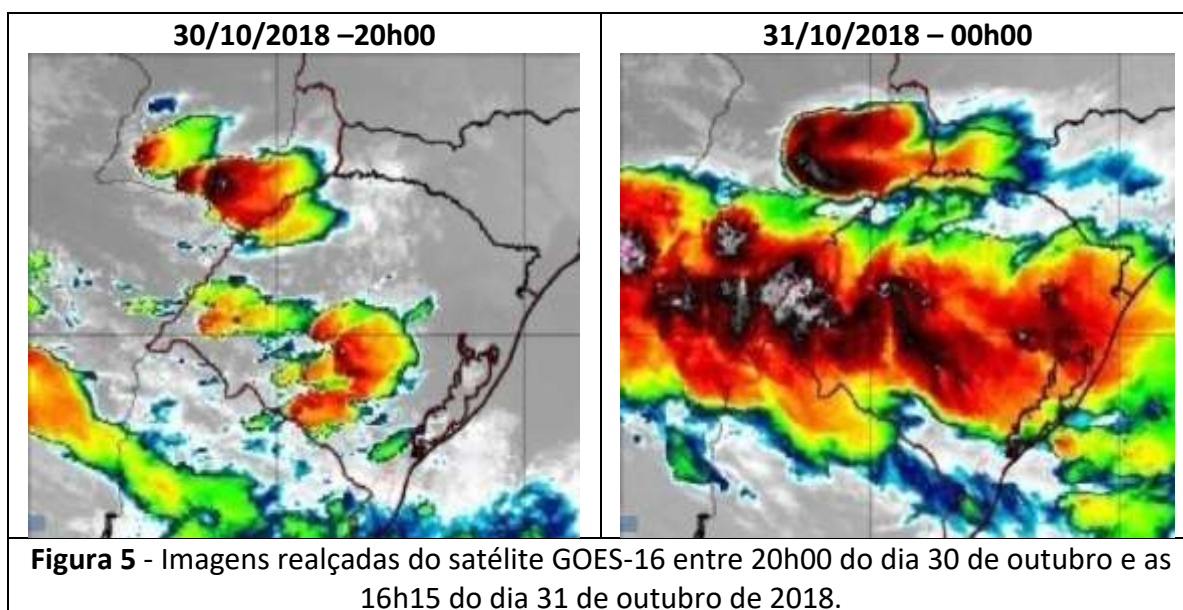 30/10/2018 –20h00
31/10/2018 – 00h00
Figura 5 - Imagens realçadas do satélite GOES-16 entre 20h00 do dia 30 de outubro e as
16h15 do dia 31 de outubro de 2018.